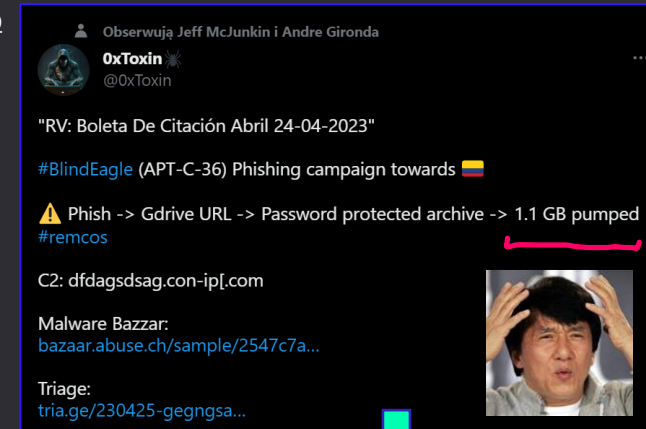 Obserwują Jeff McJunkin i Andre Gironda
0xToxin
@0xToxin
"RV: Boleta De Citación Abril 24-04-2023"
#BlindEagle (APT-C-36) Phishing campaign towards
Phish -> Gdrive URL -> Password protected archive -> 1.1 GB pumped
#remcos
C2: dfdagsdsag.con-ip[.com
Malware Bazzar:
bazaar.abuse.ch/sample/2547c7a...
Triage:
tria.ge/230425-gegngsa...